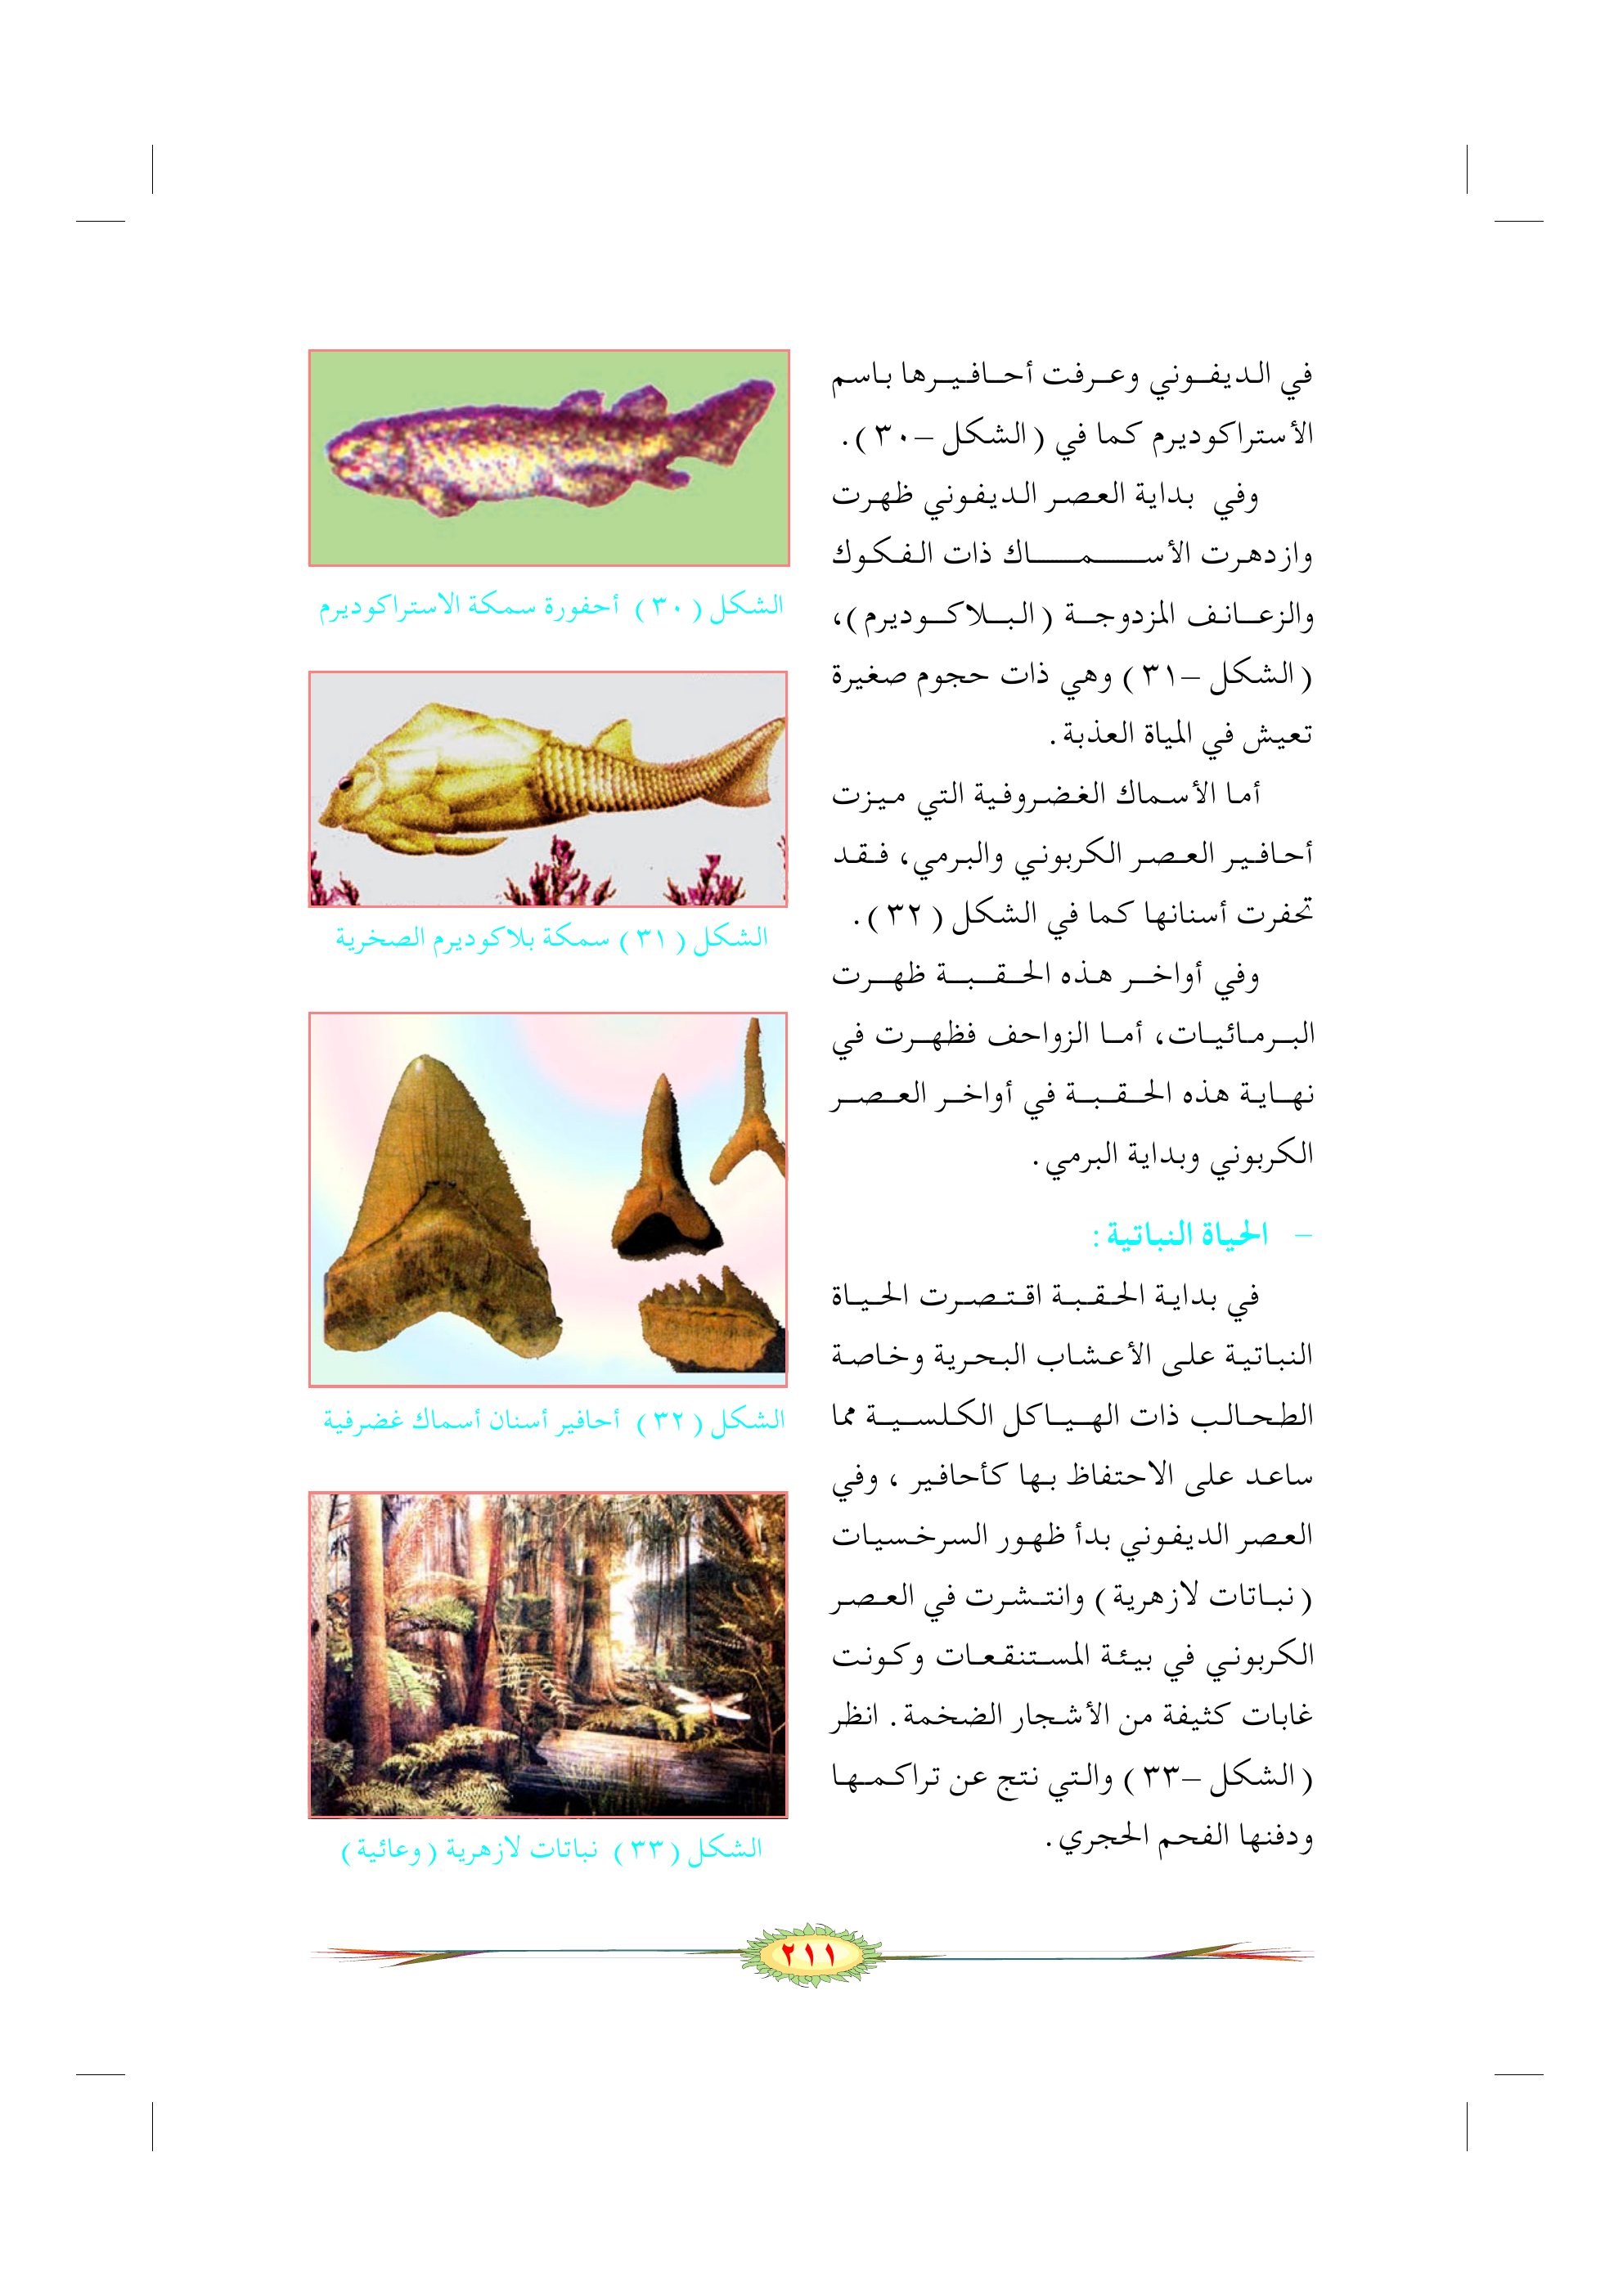 في الديفوني وعرفت أحافيرها باسم
الأستراكوديرم كما في (الشكل –٣٠).
وفي بداية العصر الديفوني ظهرت
وازدهرت الأسماك ذات الفكوك
والزعانف المزدوجة (البلاكوديرم)،
(الشكل –٣١) وهي ذات حجوم صغيرة
تعيش في المياة العذبة.
أما الأسماك الغضروفية التي ميزت
أحافير العصر الكربوني والبرمي، فقد
تحفرت أسنانها كما في الشكل (٣٢).
وفي أواخر هذه الحقبة ظهرت
البرمائيات، أما الزواحف فظهرت في
نهاية هذه الحقبة في أواخر العصر
الكربوني وبداية البرمي.
– الحياة النباتية:
في بداية الحقبة اقتصرت الحياة
النباتية على الأعشاب البحرية وخاصة
الطحالب ذات الهياكل الكلسية مما
ساعد على الاحتفاظ بها كأحافير ، وفي
العصر الديفوني بدأ ظهور السرخسيات
(نباتات لازهرية) وانتشرت في العصر
الكربوني في بيئة المستنقعات وكونت
غابات كثيفة من الأشجار الضخمة. انظر
(الشكل –٣٣) والتي نتج عن تراكمها
ودفنها الفحم الحجري.
الشكل (٣٠) أحفورة سمكة الاستراكوديرم
الشكل (٣١) سمكة بلاكوديرم الصخرية
الشكل (٣٢) أحافير أسنان أسماك غضرفية
الشكل (٣٣) نباتات لازهرية (وعائية)
٢١١